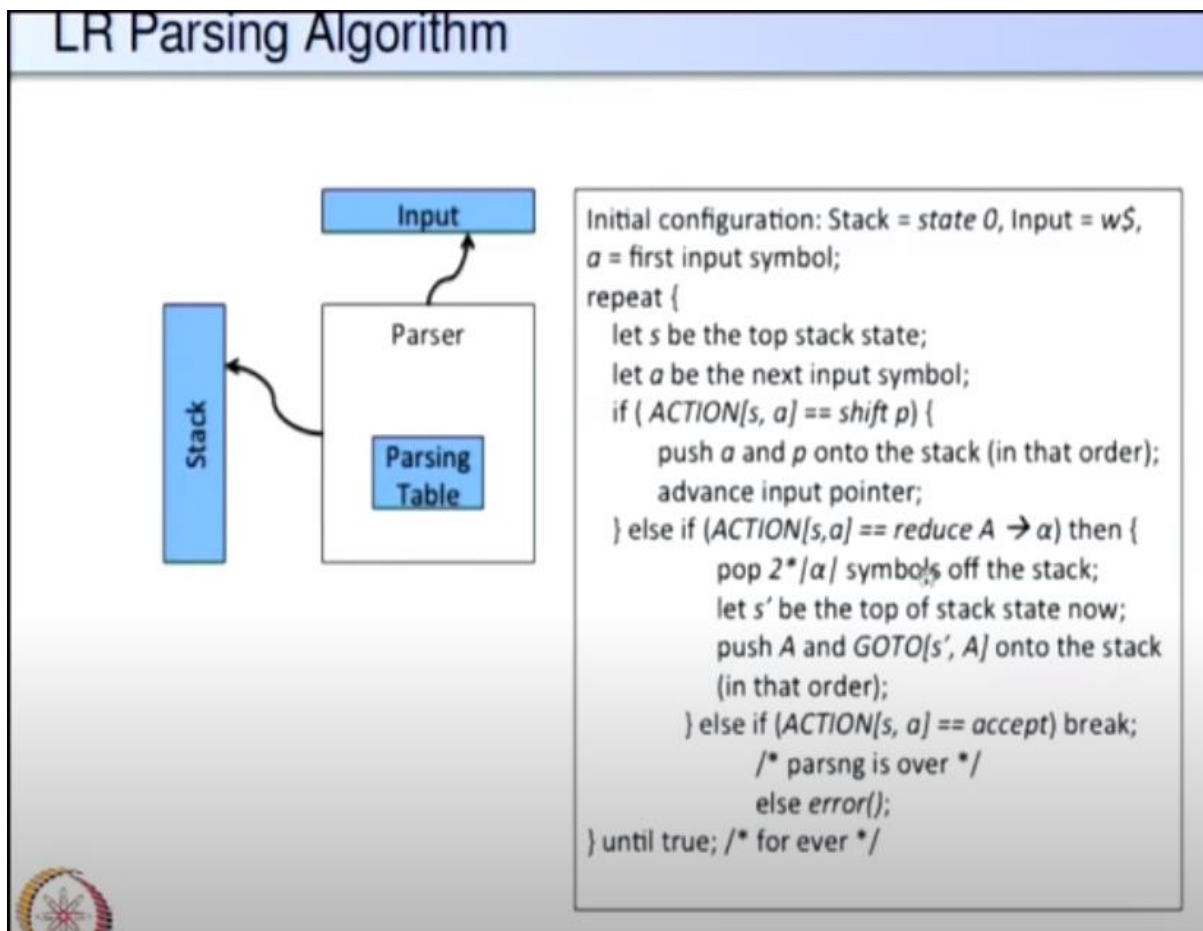 LR Parsing Algorithm
Input
Parser
Stack
Parsing
Table
Initial configuration: Stack = state 0, Input = w$,
a = first input symbol;
repeat {
let s be the top stack state;
let a be the next input symbol;
if ( ACTION[s, a] == shift p) {
push a and p onto the stack (in that order);
advance input pointer;
} else if (ACTION[s,a] == reduce A → α) then {
pop 2*|α| symbols off the stack;
let s′ be the top of stack state now;
push A and GOTO[s′, A] onto the stack
(in that order);
} else if (ACTION[s, a] == accept) break;
/* parsng is over */
else error();
} until true; /* for ever */